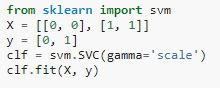 from sklearn import svm
X = [[0, 0], [1, 1]]
y = [0, 1]
clf = svm.SVC(gamma='scale')
clf.fit(X, y)